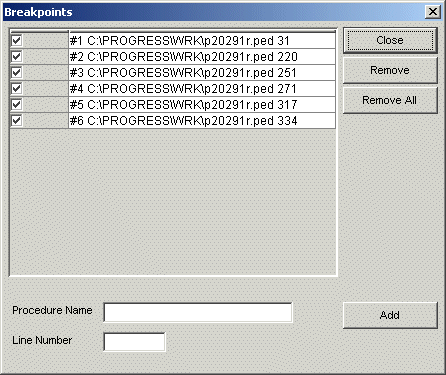 Breakpoints
#1 C:\PROGRESS\WRK\p20291r.ped 31
#2 C:\PROGRESS\WRK\p20291r.ped 220
#3 C:\PROGRESS\WRK\p20291r.ped 251
#4 C:\PROGRESS\WRK\p20291r.ped 271
#5 C:\PROGRESS\WRK\p20291r.ped 317
#6 C:\PROGRESS\WRK\p20291r.ped 334
Close
Remove
Remove All
Procedure Name
Add
Line Number